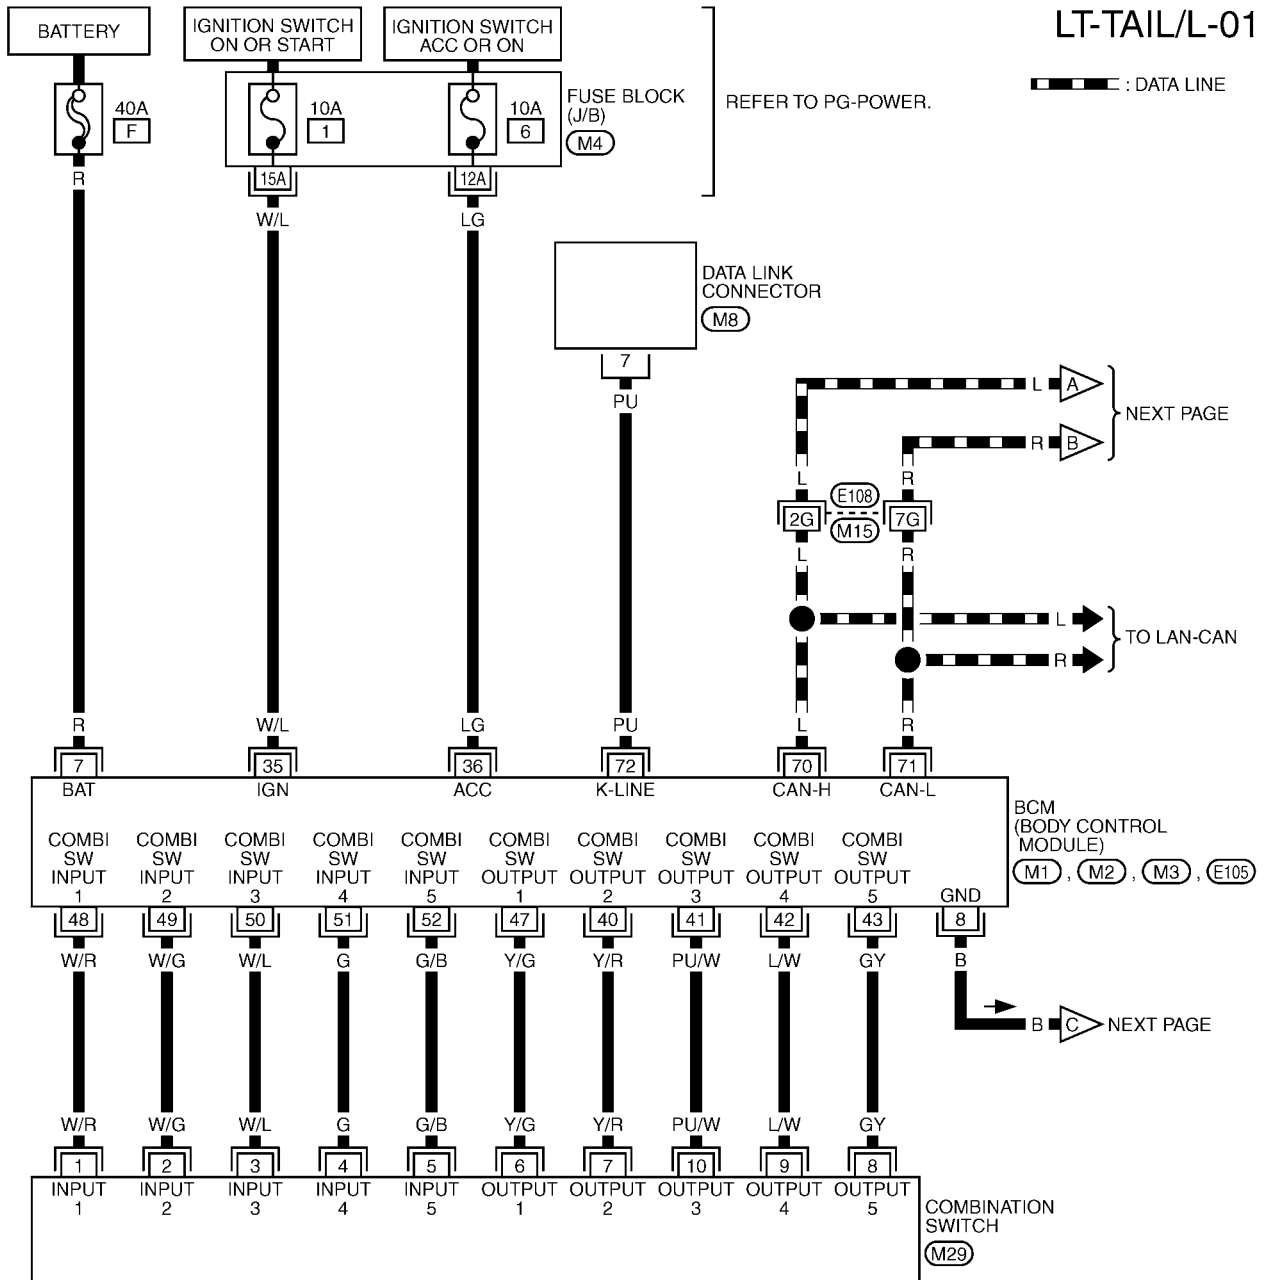 LT-TAIL/L-01
BATTERY
IGNITION SWITCH
ON OR START
IGNITION SWITCH
ACC OR ON
: DATA LINE
40A
F
10A
1
10A
6
FUSE BLOCK
(J/B)
M4
REFER TO PG-POWER.
R
15A
12A
W/L
LG
DATA LINK
CONNECTOR
M8
7
PU
L
A
R
B
NEXT PAGE
L
R
2G
E108
M15
7G
L
R
L
R
TO LAN-CAN
R
W/L
LG
PU
L
R
7
35
36
72
70
71
BAT
IGN
ACC
K-LINE
CAN-H
CAN-L
BCM
(BODY CONTROL
MODULE)
M1 , M2 , M3 , E105
COMBI
SW
INPUT
1
COMBI
SW
INPUT
2
COMBI
SW
INPUT
3
COMBI
SW
INPUT
4
COMBI
SW
INPUT
5
COMBI
SW
OUTPUT
1
COMBI
SW
OUTPUT
2
COMBI
SW
OUTPUT
3
COMBI
SW
OUTPUT
4
COMBI
SW
OUTPUT
5
GND
48
49
50
51
52
47
40
41
42
43
8
W/R
W/G
W/L
G
G/B
Y/G
Y/R
PU/W
L/W
GY
B
B
C
NEXT PAGE
W/R
W/G
W/L
G
G/B
Y/G
Y/R
PU/W
L/W
GY
1
2
3
4
5
6
7
10
9
8
INPUT
1
INPUT
2
INPUT
3
INPUT
4
INPUT
5
OUTPUT
1
OUTPUT
2
OUTPUT
3
OUTPUT
4
OUTPUT
5
COMBINATION
SWITCH
M29